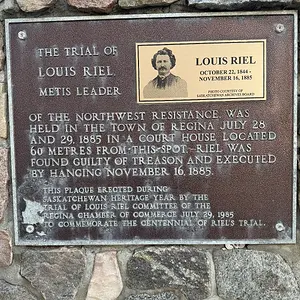 THE TRIAL OF
LOUIS RIEL,
METIS LEADER
LOUIS RIEL
OCTOBER 22, 1844 -
NOVEMBER 16, 1885
PHOTO COURTESY OF
SASKATCHEWAN ARCHIVES BOARD
OF THE NORTHWEST RESISTANCE, WAS
HELD IN THE TOWN OF REGINA JULY 28
AND 29, 1885 IN A COURT HOUSE LOCATED
60 METRES FROM THIS SPOT. RIEL WAS
FOUND GUILTY OF TREASON AND EXECUTED
BY HANGING NOVEMBER 16, 1885.
THIS PLAQUE ERECTED DURING
SASKATCHEWAN HERITAGE YEAR BY THE
TRIAL OF LOUIS RIEL COMMITTEE OF THE
REGINA CHAMBER OF COMMERCE JULY 29, 1985
TO COMMEMORATE THE CENTENNIAL OF RIEL'S TRIAL.